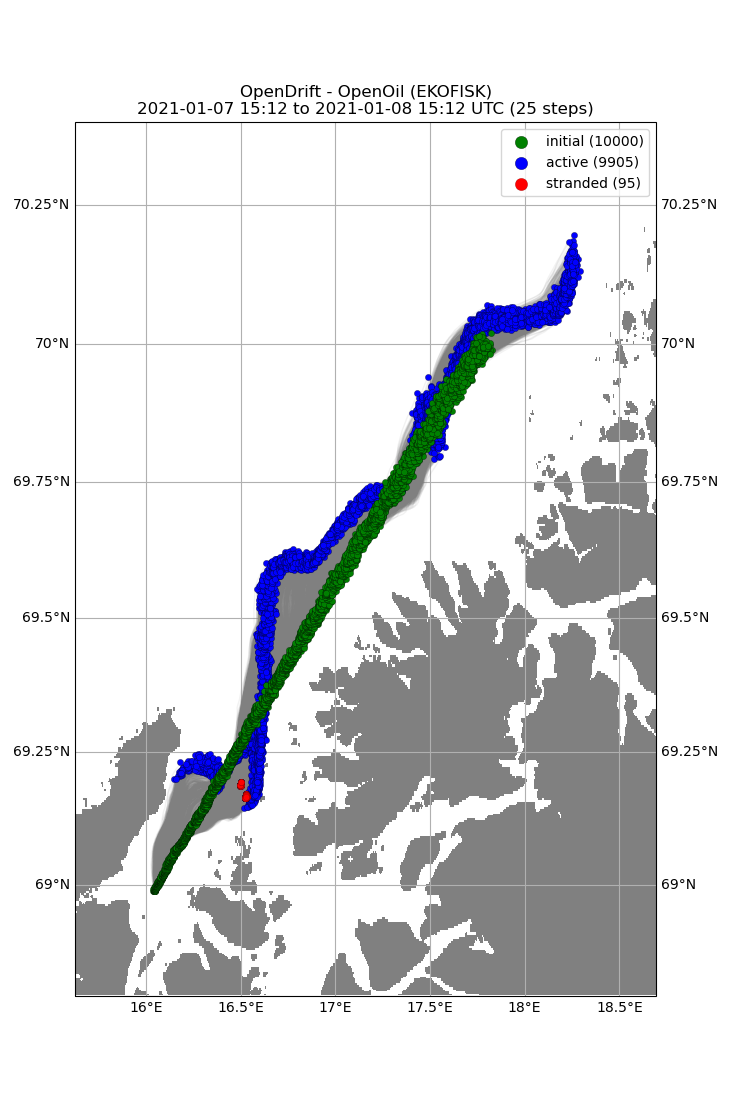 OpenDrift - OpenOil (EKOFISK)
2021-01-07 15:12 to 2021-01-08 15:12 UTC (25 steps)
initial (10000)
active (9905)
stranded (95)
70.25°N 70.25°N
70°N 70°N
69.75°N 69.75°N
69.5°N 69.5°N
69.25°N 69.25°N
69°N 69°N
16°E 16.5°E 17°E 17.5°E 18°E 18.5°E